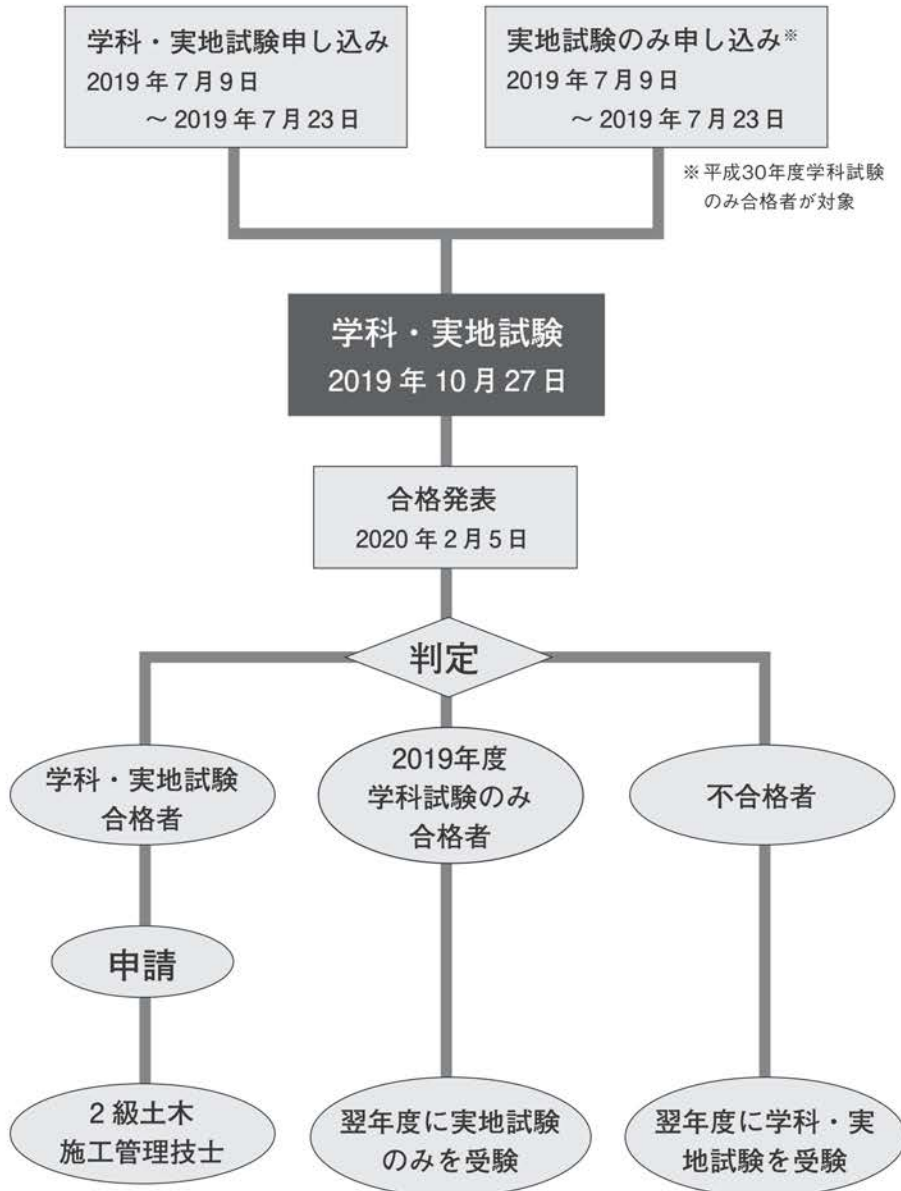 学科・実地試験申し込み
2019年7月9日
～2019年7月23日
実地試験のみ申し込み※
2019年7月9日
～2019年7月23日
※平成30年度学科試験
のみ合格者が対象
学科・実地試験
2019年10月27日
合格発表
2020年2月5日
判定
学科・実地試験
合格者
2019年度
学科試験のみ
合格者
不合格者
申請
2級土木
施工管理技士
翌年度に実地試験
のみを受験
翌年度に学科・実
地試験を受験